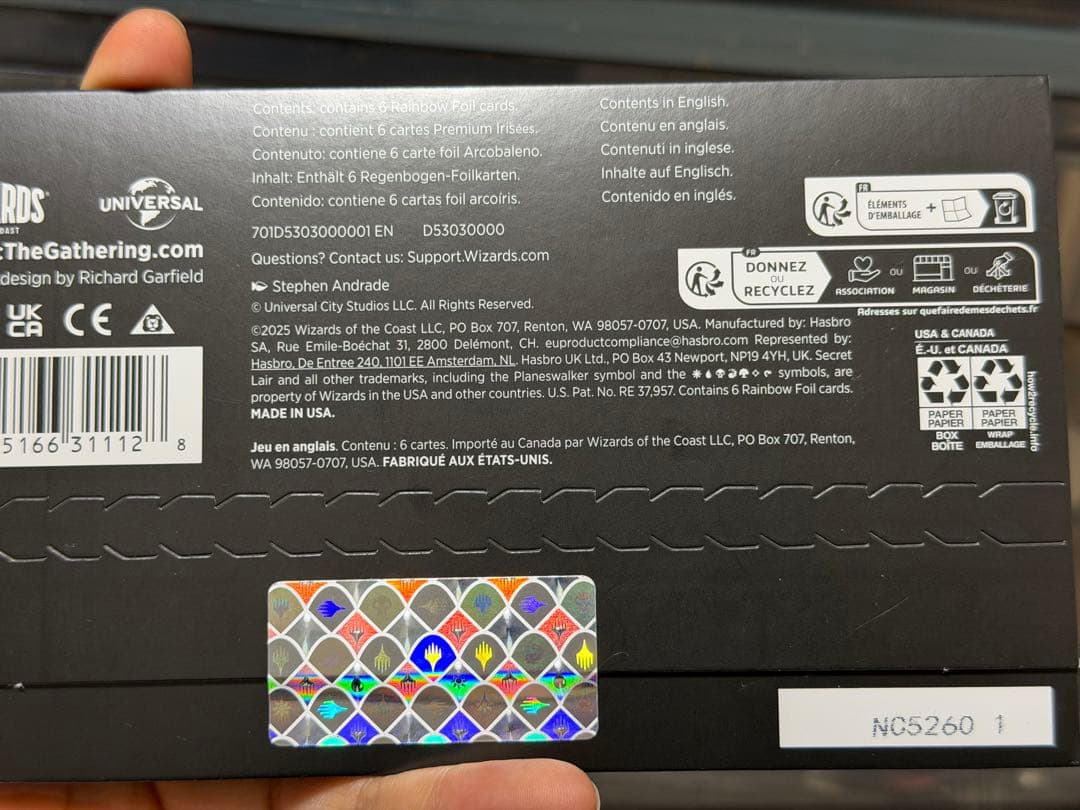 Contents: contains 6 Rainbow Foil cards.
Contenu : contient 6 cartes Premium Irisées.
Contenuto: contiene 6 carte foil Arcobaleno.
Inhalt: Enthält 6 Regenbogen-Foilkarten.
Contenido: contiene 6 cartas foil arcoíris.
Contents in English.
Contenu en anglais.
Contenuti in inglese.
Inhalte auf Englisch.
Contenido en inglés.
RDS®
OAST
UNIVERSAL
:TheGathering.com
design by Richard Garfield
UK
CA
CE
5166 31112 8
701D5303000001 EN D53030000
Questions? Contact us: Support.Wizards.com
Stephen Andrade
© Universal City Studios LLC. All Rights Reserved.
©2025 Wizards of the Coast LLC, PO Box 707, Renton, WA 98057-0707, USA. Manufactured by: Hasbro
SA, Rue Emile-Boéchat 31, 2800 Delémont, CH. euproductcompliance@hasbro.com Represented by:
Hasbro, De Entree 240, 1101 EE Amsterdam, NL. Hasbro UK Ltd., PO Box 43 Newport, NP19 4YH, UK. Secret
Lair and all other trademarks, including the Planeswalker symbol and the symbols, are
property of Wizards in the USA and other countries. U.S. Pat. No. RE 37,957. Contains 6 Rainbow Foil cards.
MADE IN USA.
Jeu en anglais. Contenu : 6 cartes. Importé au Canada par Wizards of the Coast LLC, PO Box 707, Renton,
WA 98057-0707, USA. FABRIQUÉ AUX ÉTATS-UNIS.
FR
ÉLÉMENTS
D'EMBALLAGE +
FR
DONNEZ
OU
RECYCLEZ
ASSOCIATION OU MAGASIN OU DÉCHÈTERIE
Adresses sur quefairedemesdechets.fr
USA & CANADA
É.-U. et CANADA
PAPER
PAPIER
BOX
BOÎTE
PAPER
PAPIER
WRAP
EMBALLAGE
how2recycle.info
NC5260 1